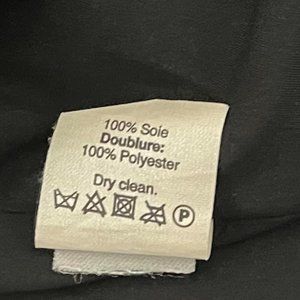 100% Soie
Doublure:
100% Polyester
Dry clean.
P